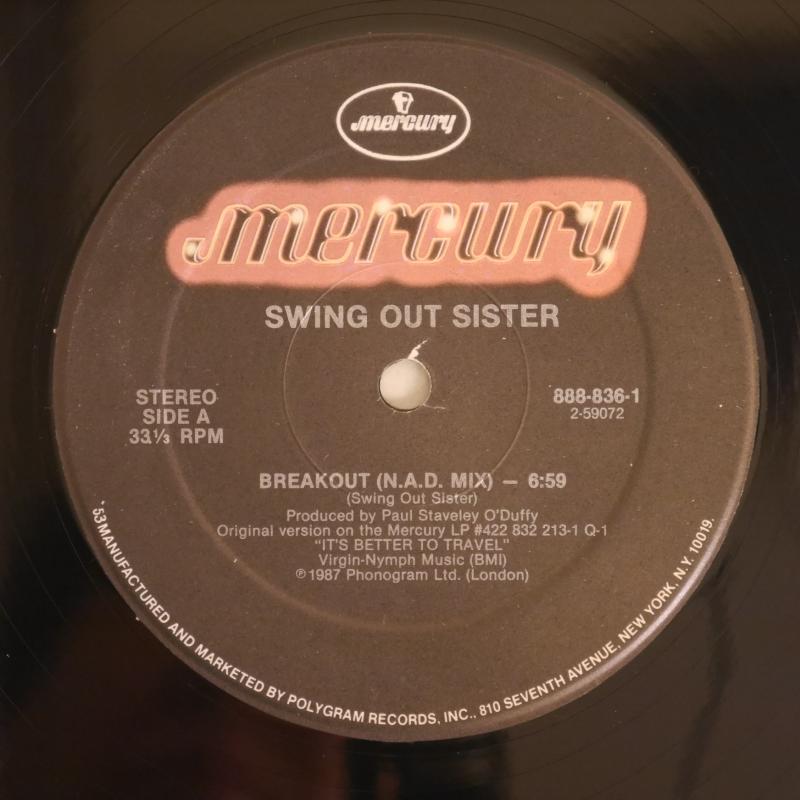 mercury
mercury
SWING OUT SISTER
STEREO
SIDE A
33⅓ RPM
888-836-1
2-59072
BREAKOUT (N.A.D. MIX) — 6:59
(Swing Out Sister)
Produced by Paul Staveley O'Duffy
Original version on the Mercury LP #422 832 213-1 Q-1
"IT'S BETTER TO TRAVEL"
Virgin-Nymph Music (BMI)
℗ 1987 Phonogram Ltd. (London)
'53 MANUFACTURED AND MARKETED BY POLYGRAM RECORDS, INC., 810 SEVENTH AVENUE, NEW YORK, N.Y. 10019.